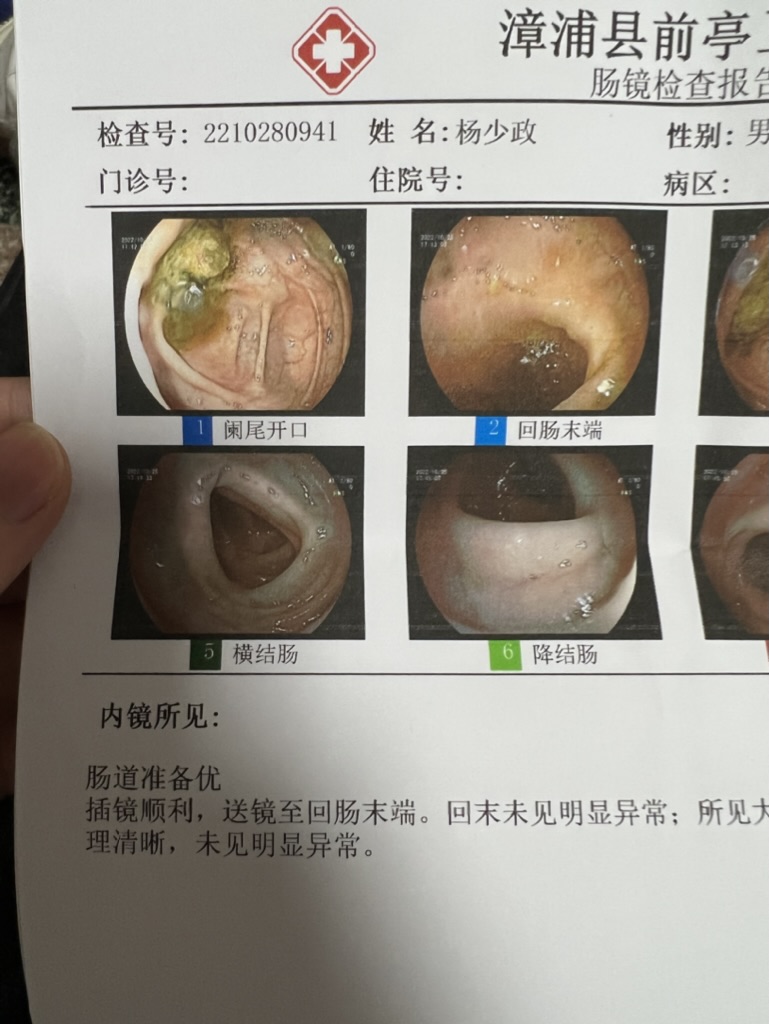 漳浦县前亭
肠镜检查报告
检查号: 2210280941 姓 名: 杨少政 性别: 男
门诊号: 住院号: 病区:
1 阑尾开口 2 回肠末端
5 横结肠 6 降结肠
内镜所见:
肠道准备优
插镜顺利，送镜至回肠末端。回末未见明显异常；所见大
理清晰，未见明显异常。